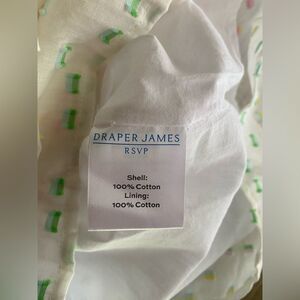 DRAPER JAMES
RSVP
Shell:
100% Cotton
Lining:
100% Cotton